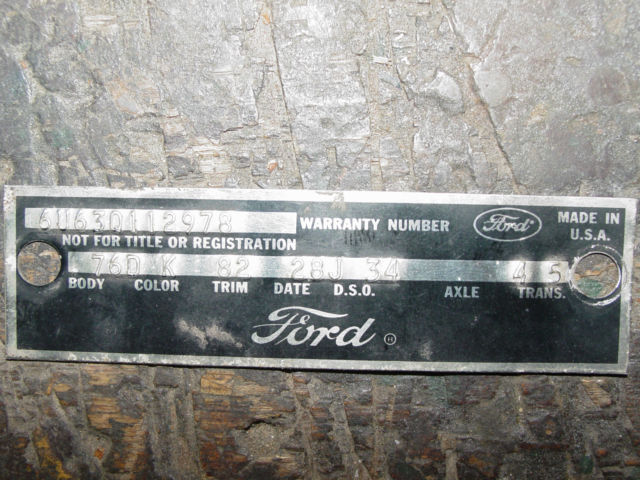 6U63Q112978 WARRANTY NUMBER Ford MADE IN U.S.A.
NOT FOR TITLE OR REGISTRATION
76D K 82 28J 34 4 5
BODY COLOR TRIM DATE D.S.O. AXLE TRANS.
Ford